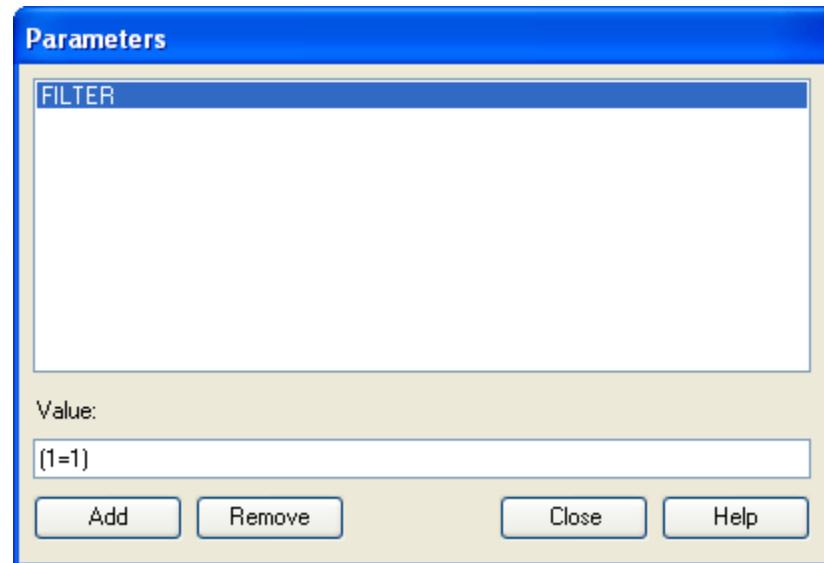 Parameters
FILTER
Value:
(1=1)
Add Remove Close Help